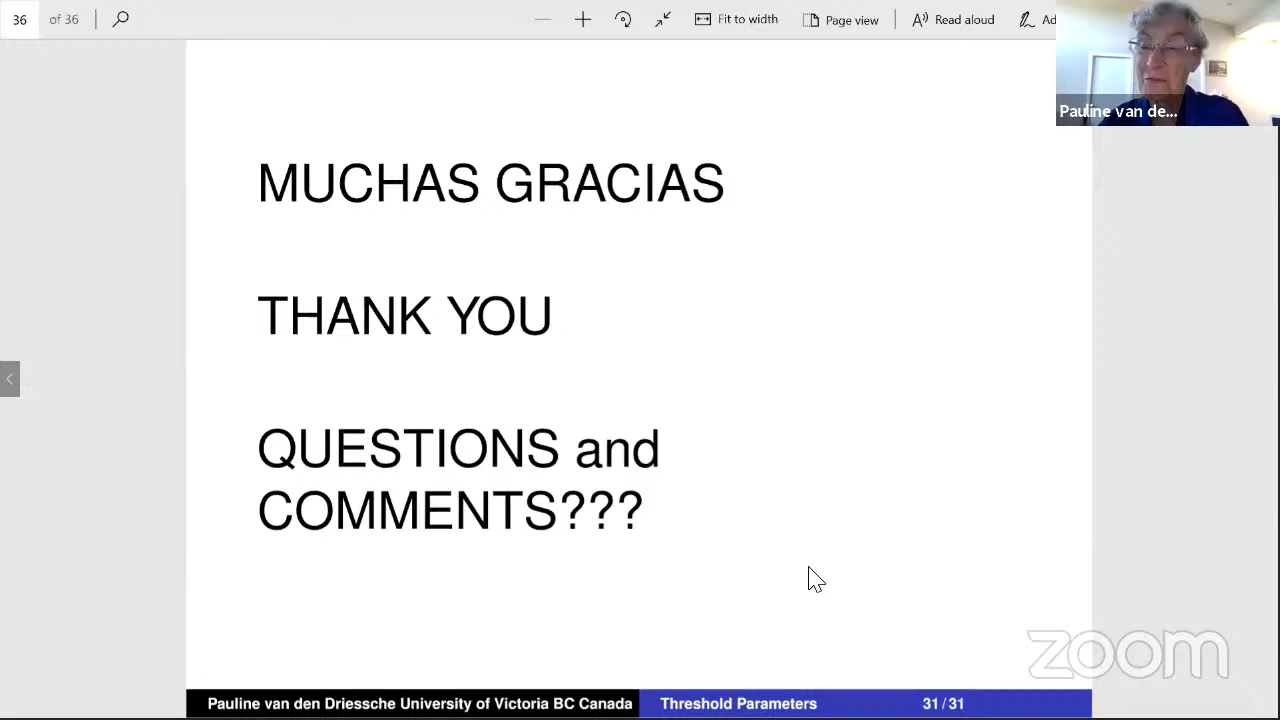 36 of 36 Fit to width Page view Read aloud Ad
Pauline van de...
MUCHAS GRACIAS
THANK YOU
QUESTIONS and
COMMENTS???
zoom
Pauline van den Driessche University of Victoria BC Canada Threshold Parameters 31/31